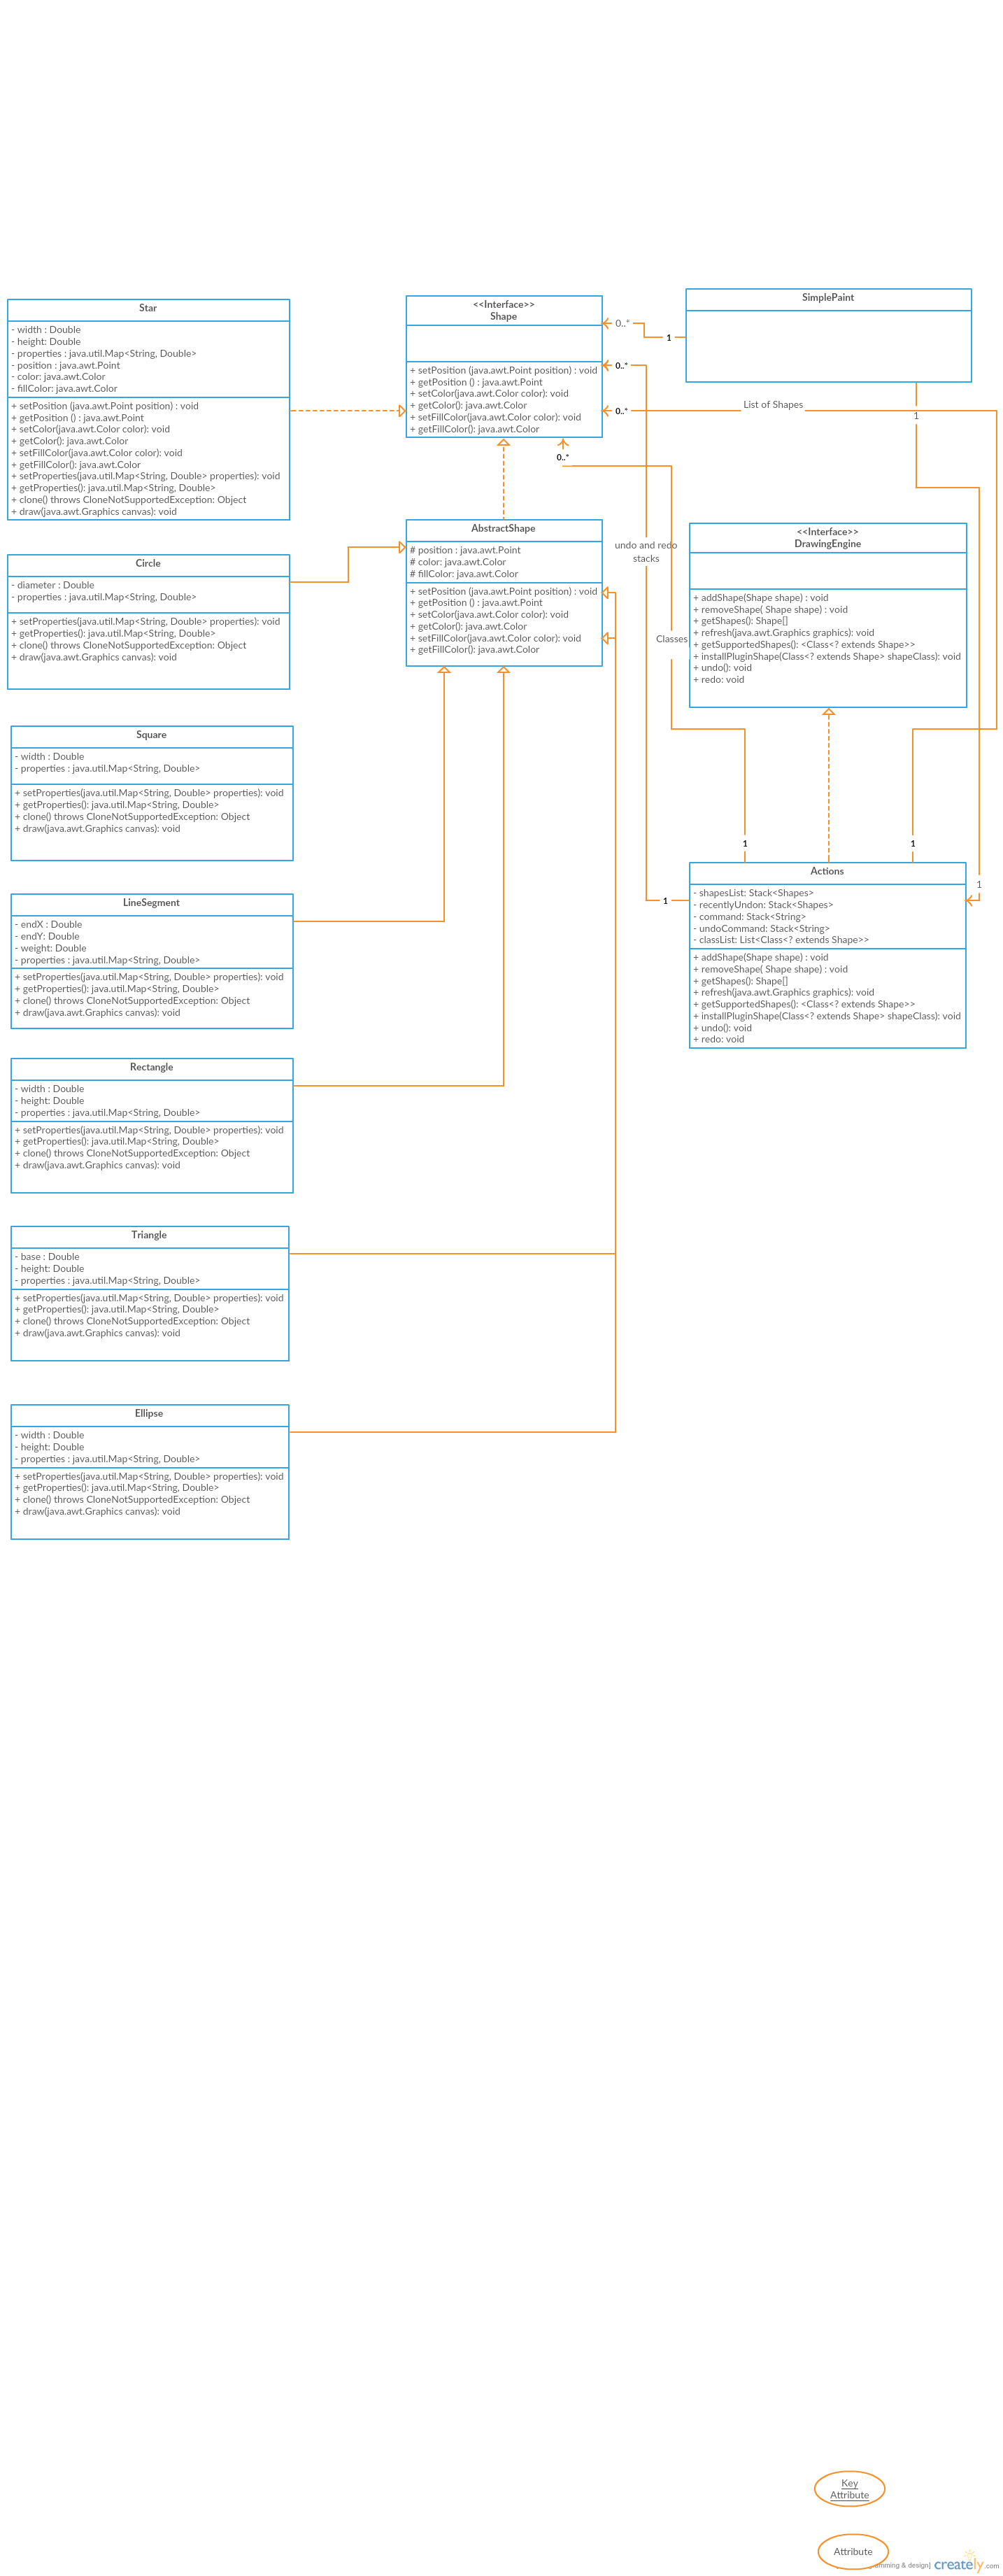 Star
- width : Double
- height: Double
- properties : java.util.Map<String, Double>
- position : java.awt.Point
- color: java.awt.Color
- fillColor: java.awt.Color
+ setPosition (java.awt.Point position) : void
+ getPosition () : java.awt.Point
+ setColor(java.awt.Color color): void
+ getColor(): java.awt.Color
+ setFillColor(java.awt.Color color): void
+ getFillColor(): java.awt.Color
+ setProperties(java.util.Map<String, Double> properties): void
+ getProperties(): java.util.Map<String, Double>
+ clone() throws CloneNotSupportedException: Object
+ draw(java.awt.Graphics canvas): void
<<Interface>>
Shape
+ setPosition (java.awt.Point position) : void
+ getPosition () : java.awt.Point
+ setColor(java.awt.Color color): void
+ getColor(): java.awt.Color
+ setFillColor(java.awt.Color color): void
+ getFillColor(): java.awt.Color
SimplePaint
0..*
1
0..*
0..*
List of Shapes
1
0..*
Circle
- diameter : Double
- properties : java.util.Map<String, Double>
+ setProperties(java.util.Map<String, Double> properties): void
+ getProperties(): java.util.Map<String, Double>
+ clone() throws CloneNotSupportedException: Object
+ draw(java.awt.Graphics canvas): void
AbstractShape
# position : java.awt.Point
# color: java.awt.Color
# fillColor: java.awt.Color
+ setPosition (java.awt.Point position) : void
+ getPosition () : java.awt.Point
+ setColor(java.awt.Color color): void
+ getColor(): java.awt.Color
+ setFillColor(java.awt.Color color): void
+ getFillColor(): java.awt.Color
undo and redo
stacks
Classes
<<Interface>>
DrawingEngine
+ addShape(Shape shape) : void
+ removeShape( Shape shape) : void
+ getShapes(): Shape[]
+ refresh(java.awt.Graphics graphics): void
+ getSupportedShapes(): <Class<? extends Shape>>
+ installPluginShape(Class<? extends Shape> shapeClass): void
+ undo(): void
+ redo: void
Square
- width : Double
- properties : java.util.Map<String, Double>
+ setProperties(java.util.Map<String, Double> properties): void
+ getProperties(): java.util.Map<String, Double>
+ clone() throws CloneNotSupportedException: Object
+ draw(java.awt.Graphics canvas): void
1
1
1
1
Actions
- shapesList: Stack<Shapes>
- recentlyUndon: Stack<Shapes>
- command: Stack<String>
- undoCommand: Stack<String>
- classList: List<Class<? extends Shape>>
+ addShape(Shape shape) : void
+ removeShape( Shape shape) : void
+ getShapes(): Shape[]
+ refresh(java.awt.Graphics graphics): void
+ getSupportedShapes(): <Class<? extends Shape>>
+ installPluginShape(Class<? extends Shape> shapeClass): void
+ undo(): void
+ redo: void
LineSegment
- endX : Double
- endY: Double
- weight: Double
- properties : java.util.Map<String, Double>
+ setProperties(java.util.Map<String, Double> properties): void
+ getProperties(): java.util.Map<String, Double>
+ clone() throws CloneNotSupportedException: Object
+ draw(java.awt.Graphics canvas): void
Rectangle
- width : Double
- height: Double
- properties : java.util.Map<String, Double>
+ setProperties(java.util.Map<String, Double> properties): void
+ getProperties(): java.util.Map<String, Double>
+ clone() throws CloneNotSupportedException: Object
+ draw(java.awt.Graphics canvas): void
Triangle
- base : Double
- height: Double
- properties : java.util.Map<String, Double>
+ setProperties(java.util.Map<String, Double> properties): void
+ getProperties(): java.util.Map<String, Double>
+ clone() throws CloneNotSupportedException: Object
+ draw(java.awt.Graphics canvas): void
Ellipse
- width : Double
- height: Double
- properties : java.util.Map<String, Double>
+ setProperties(java.util.Map<String, Double> properties): void
+ getProperties(): java.util.Map<String, Double>
+ clone() throws CloneNotSupportedException: Object
+ draw(java.awt.Graphics canvas): void
Key
Attribute
Attribute
& design]
creately.com